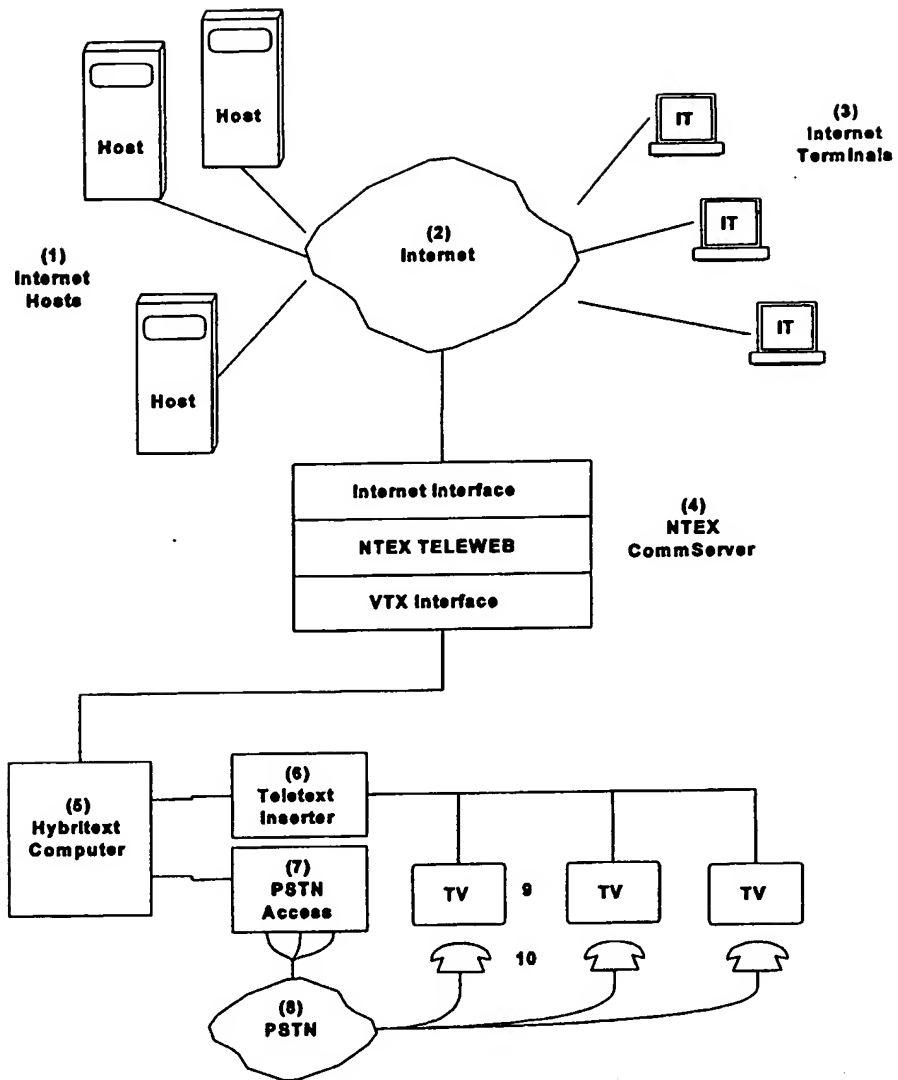 Host
Host
IT
(3)
Internet
Terminals
(2)
Internet
IT
(1)
Internet
Hosts
IT
Host
Internet Interface
NTEX TELEWEB
VTX Interface
(4)
NTEX
CommServer
(5)
Hybritext
Computer
(6)
Teletext
Inserter
(7)
PSTN
Access
TV
9
TV
TV
10
(8)
PSTN